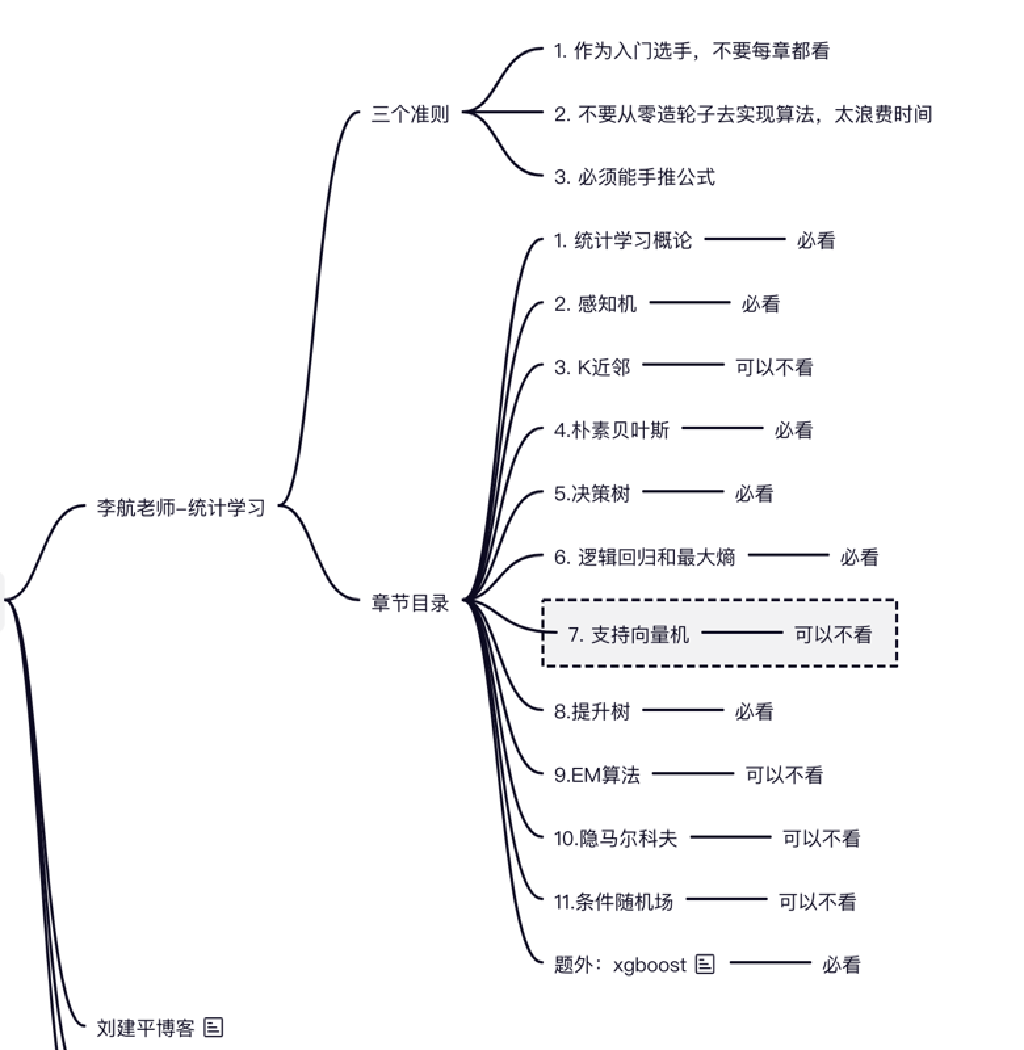 1. 作为入门选手，不要每章都看
三个准则
2. 不要从零造轮子去实现算法，太浪费时间
3. 必须能手推公式
1. 统计学习概论 必看
2. 感知机 必看
3. K近邻 可以不看
4.朴素贝叶斯 必看
5.决策树 必看
李航老师-统计学习
6. 逻辑回归和最大熵 必看
章节目录
7. 支持向量机 可以不看
8.提升树 必看
9.EM算法 可以不看
10.隐马尔科夫 可以不看
11.条件随机场 可以不看
题外：xgboost 必看
刘建平博客